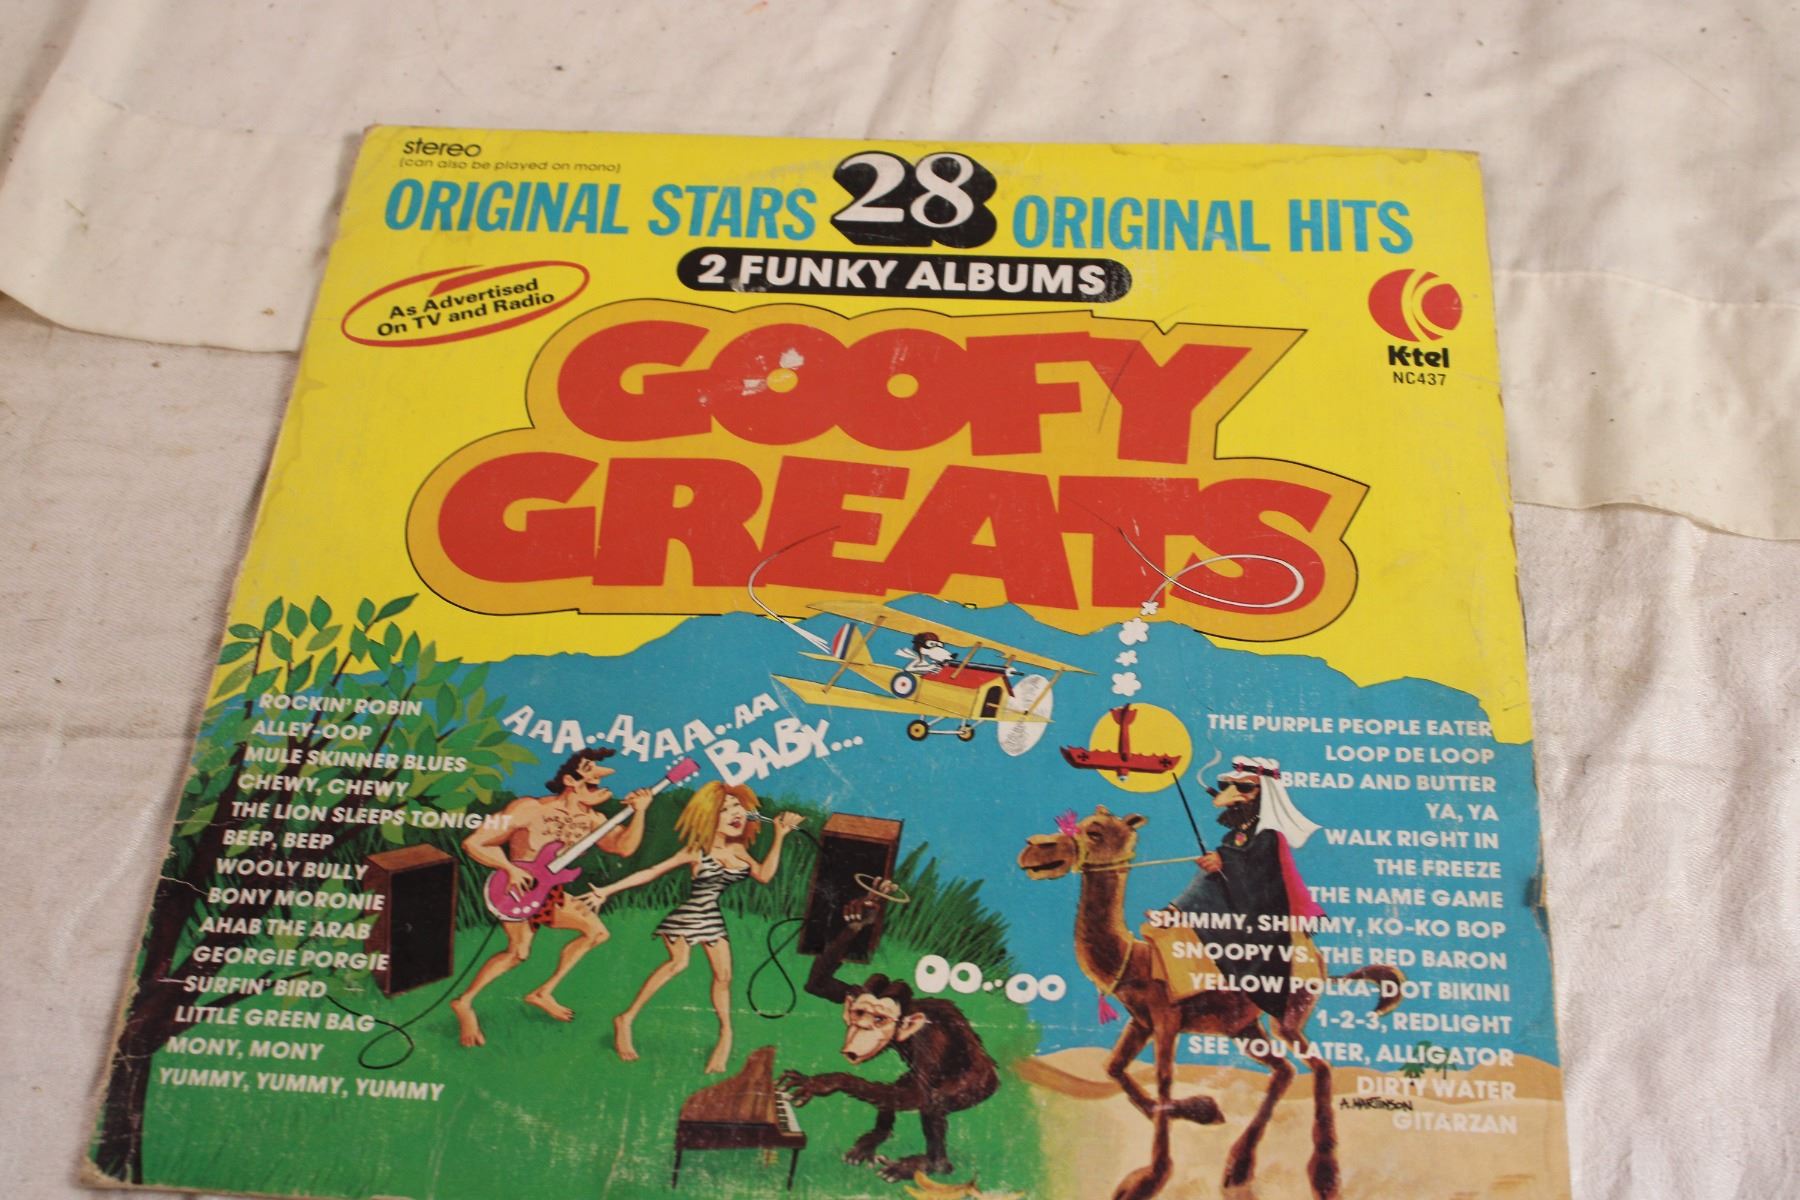 stereo
(can also be played on mono)
ORIGINAL STARS 28 ORIGINAL HITS
2 FUNKY ALBUMS
As Advertised
On TV and Radio
K-tel
NC437
GOOFY
GREATS
AAA..AAAA..AA
BABY...
OO...OO
ROCKIN' ROBIN
ALLEY-OOP
MULE SKINNER BLUES
CHEWY, CHEWY
THE LION SLEEPS TONIGHT
BEEP, BEEP
WOOLY BULLY
BONY MORONIE
AHAB THE ARAB
GEORGIE PORGIE
SURFIN' BIRD
LITTLE GREEN BAG
MONY, MONY
YUMMY, YUMMY, YUMMY
THE PURPLE PEOPLE EATER
LOOP DE LOOP
BREAD AND BUTTER
YA, YA
WALK RIGHT IN
THE FREEZE
THE NAME GAME
SHIMMY, SHIMMY, KO-KO BOP
SNOOPY VS. THE RED BARON
YELLOW POLKA-DOT BIKINI
1-2-3, REDLIGHT
SEE YOU LATER, ALLIGATOR
DIRTY WATER
A. MARTINSON
GITARZAN